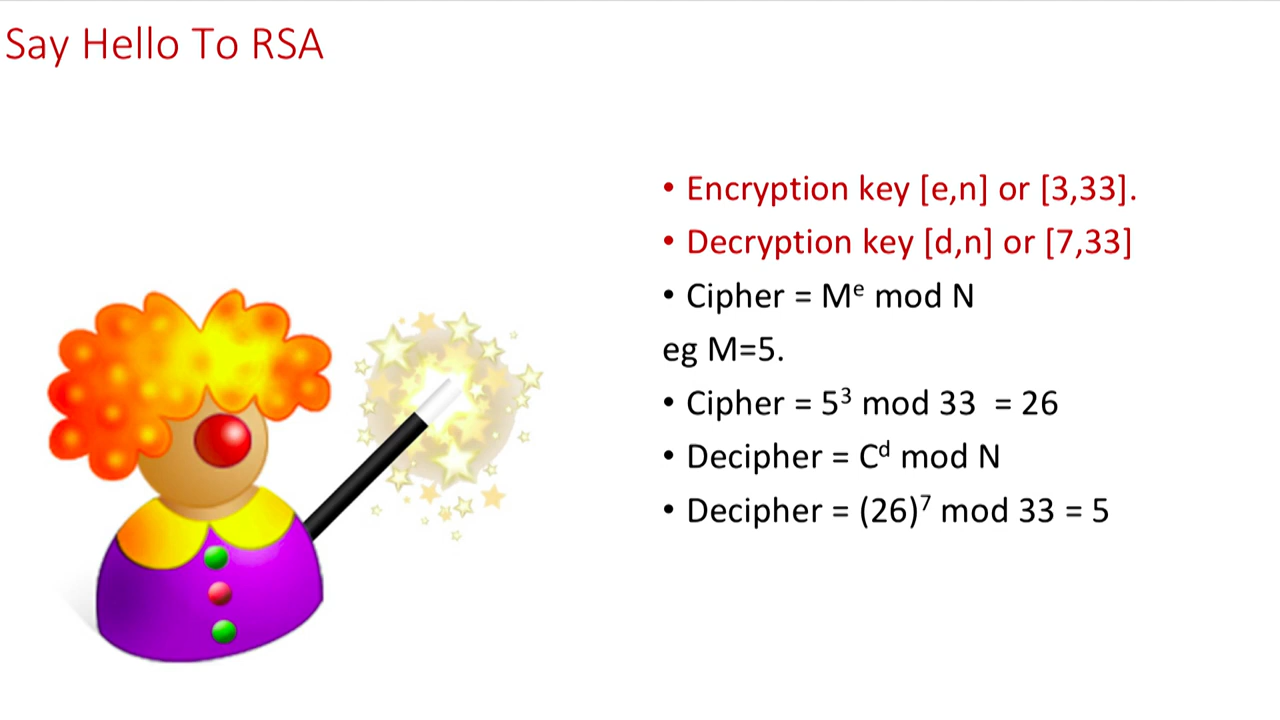 Say Hello To RSA
• Encryption key [e,n] or [3,33].
• Decryption key [d,n] or [7,33]
• Cipher = Mᵉ mod N
eg M=5.
• Cipher = 5³ mod 33 = 26
• Decipher = Cᵈ mod N
• Decipher = (26)⁷ mod 33 = 5